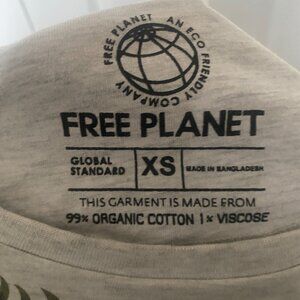 FREE PLANET AN ECO FRIENDLY COMPANY
FREE PLANET
GLOBAL
STANDARD
XS
MADE IN BANGLADESH
THIS GARMENT IS MADE FROM
99% ORGANIC COTTON 1% VISCOSE